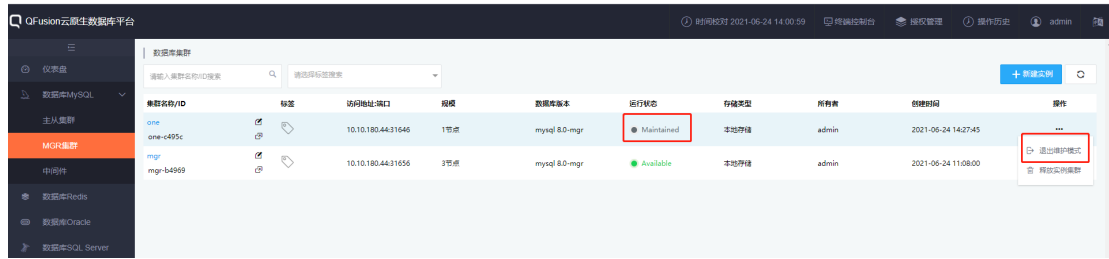 QFusion云原生数据库平台
时间校对 2021-06-24 14:00:59 终端控制台 授权管理 操作历史 admin
仪表盘
数据库MySQL
主从集群
MGR集群
中间件
数据库Redis
数据库Oracle
数据库SQL Server
数据库集群
请输入集群名称/ID搜索 请选择标签搜索 + 新建实例
集群名称/ID 标签 访问地址:端口 规模 数据库版本 运行状态 存储类型 所有者 创建时间 操作
one
one-c495c 10.10.180.44:31646 1节点 mysql 8.0-mgr Maintained 本地存储 admin 2021-06-24 14:27:45 ...
mgr
mgr-b4969 10.10.180.44:31656 3节点 mysql 8.0-mgr Available 本地存储 admin 2021-06-24 11:08:00
退出维护模式
释放实例集群